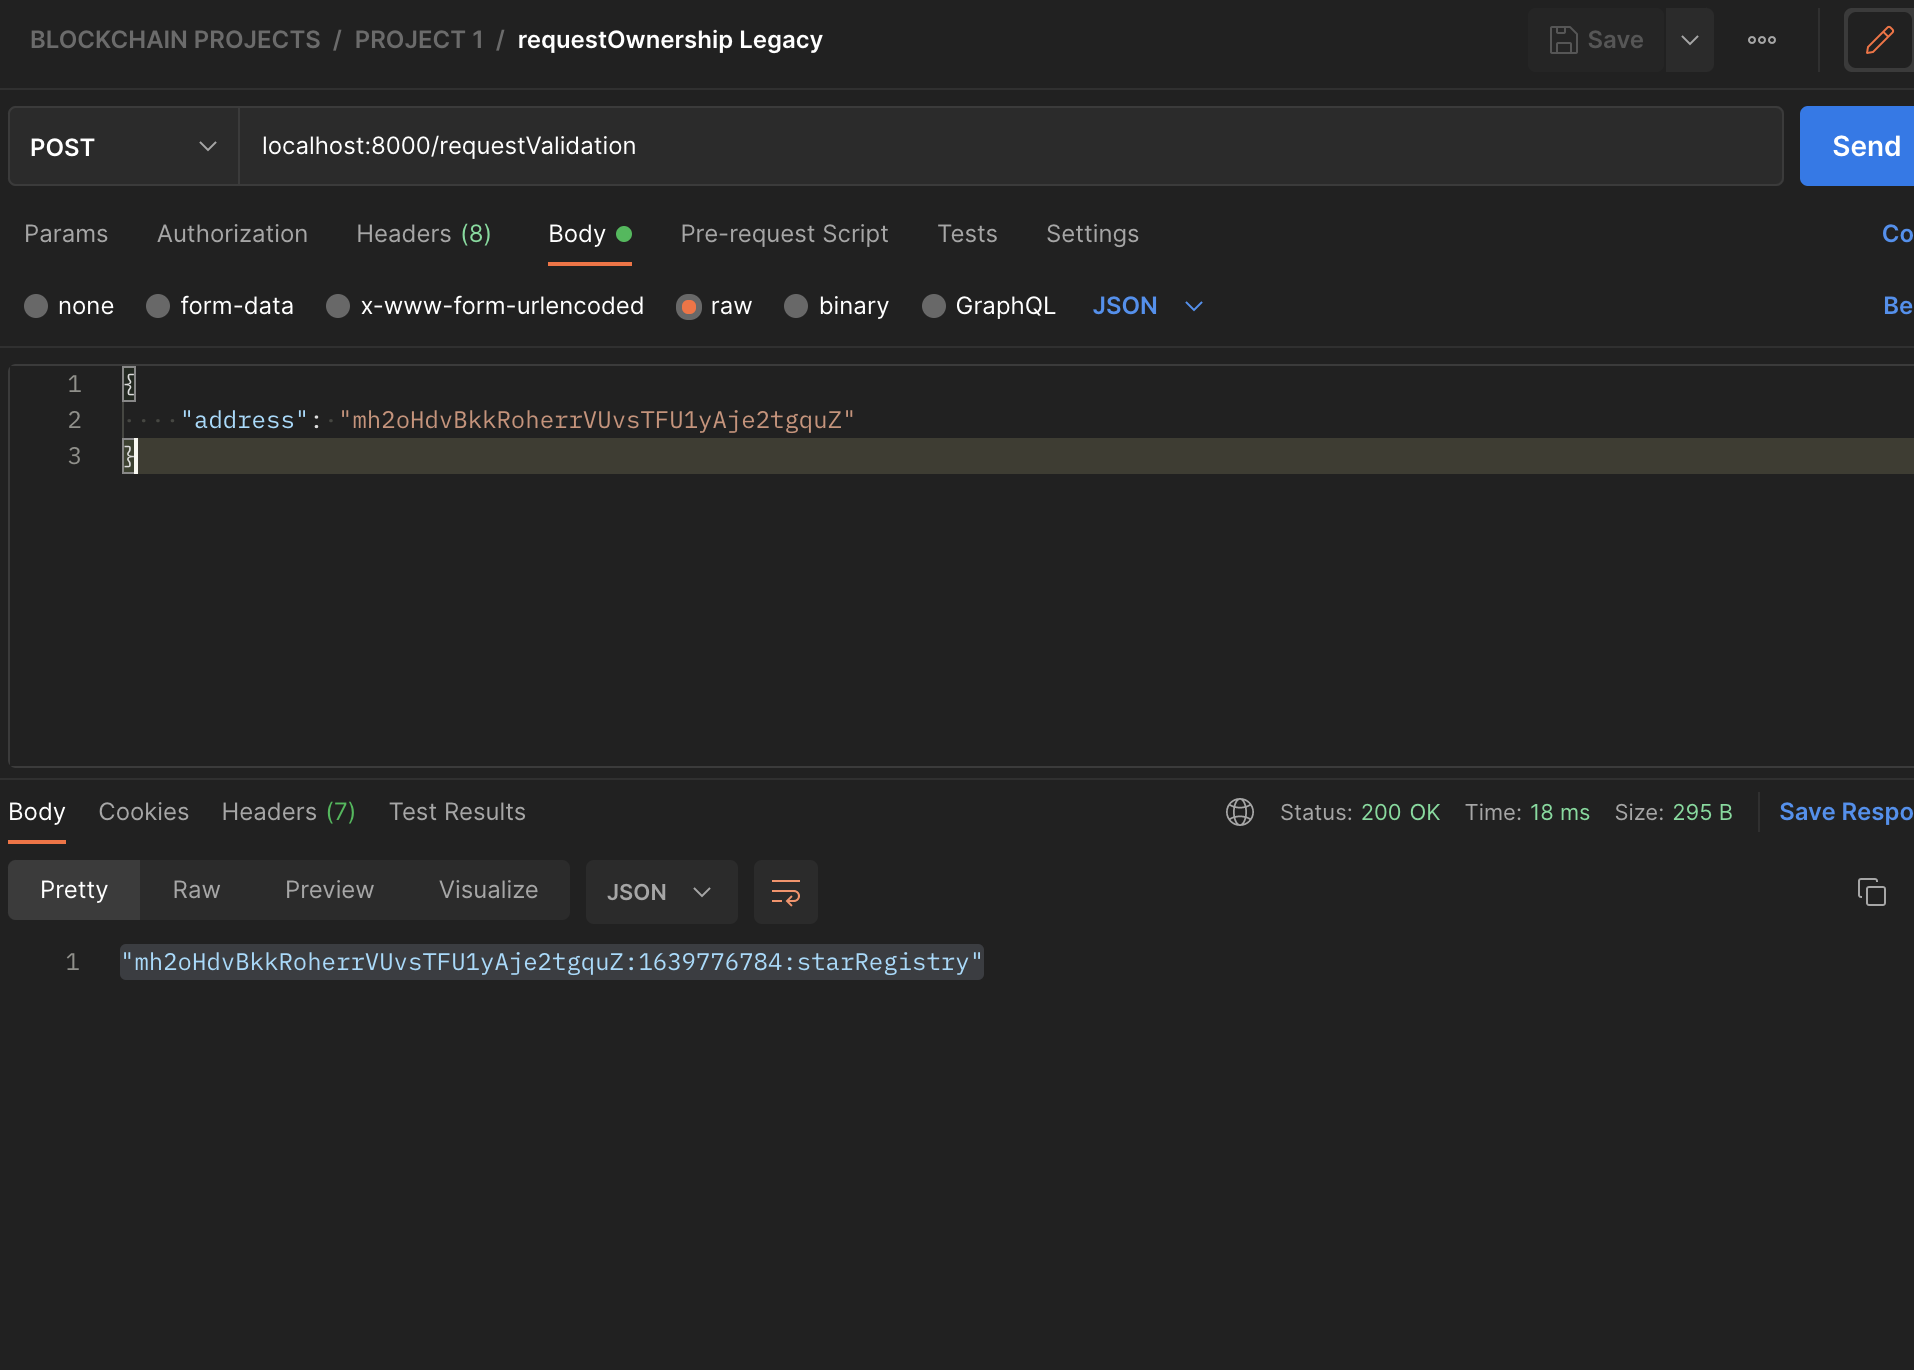 BLOCKCHAIN PROJECTS / PROJECT 1 / requestOwnership Legacy
Save
POST
localhost:8000/requestValidation
Send
Params Authorization Headers (8) Body Pre-request Script Tests Settings Co
none form-data x-www-form-urlencoded raw binary GraphQL JSON Be
1 {
2 "address": "mh2oHdvBkkRoherrVUvsTFU1yAje2tgquZ"
3 }
Body Cookies Headers (7) Test Results Status: 200 OK Time: 18 ms Size: 295 B Save Respo
Pretty Raw Preview Visualize JSON
1 "mh2oHdvBkkRoherrVUvsTFU1yAje2tgquZ:1639776784:starRegistry"